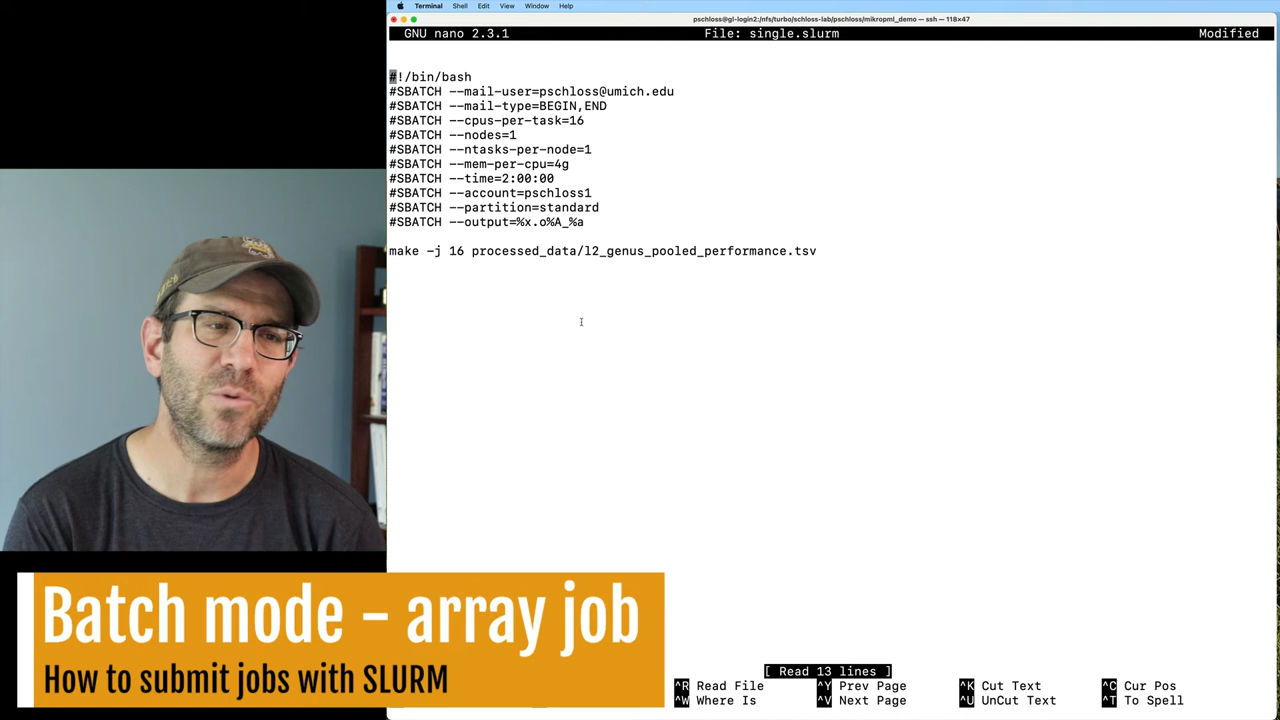 Terminal Shell Edit View Window Help
pschloss@gl-login2:/nfs/turbo/schloss-lab/pschloss/mikropml_demo — ssh — 118×47
GNU nano 2.3.1 File: single.slurm Modified
#!/bin/bash
#SBATCH --mail-user=pschloss@umich.edu
#SBATCH --mail-type=BEGIN,END
#SBATCH --cpus-per-task=16
#SBATCH --nodes=1
#SBATCH --ntasks-per-node=1
#SBATCH --mem-per-cpu=4g
#SBATCH --time=2:00:00
#SBATCH --account=pschloss1
#SBATCH --partition=standard
#SBATCH --output=%x.o%A_%a
make -j 16 processed_data/l2_genus_pooled_performance.tsv
Batch mode - array job
How to submit jobs with SLURM
[ Read 13 lines ]
^R Read File ^Y Prev Page ^K Cut Text ^C Cur Pos
^W Where Is ^V Next Page ^U UnCut Text ^T To Spell